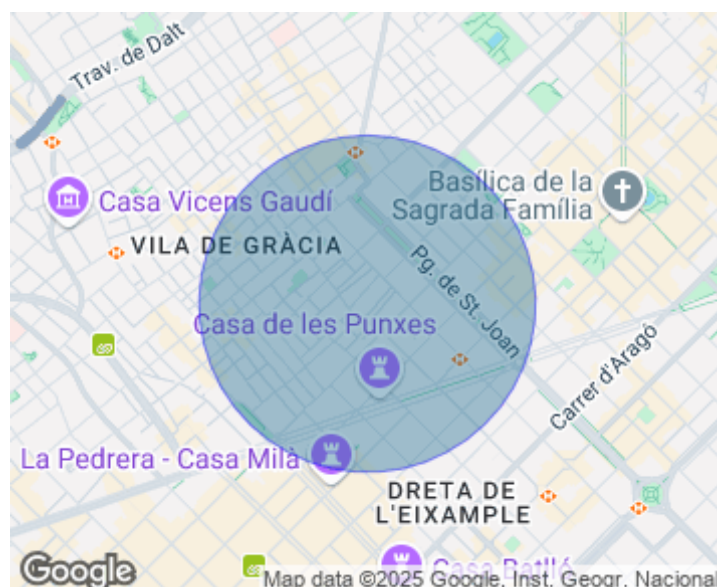 Trav. de Dalt
Casa Vicens Gaudí
Basílica de la
Sagrada Família
VILA DE GRÀCIA
Pg. de St. Joan
Casa de les Punxes
Carrer d'Aragó
La Pedrera - Casa Milà
DRETA DE
L'EIXAMPLE
Casa Batlló
Google
Map data ©2025 Google, Inst. Geogr. Nacional